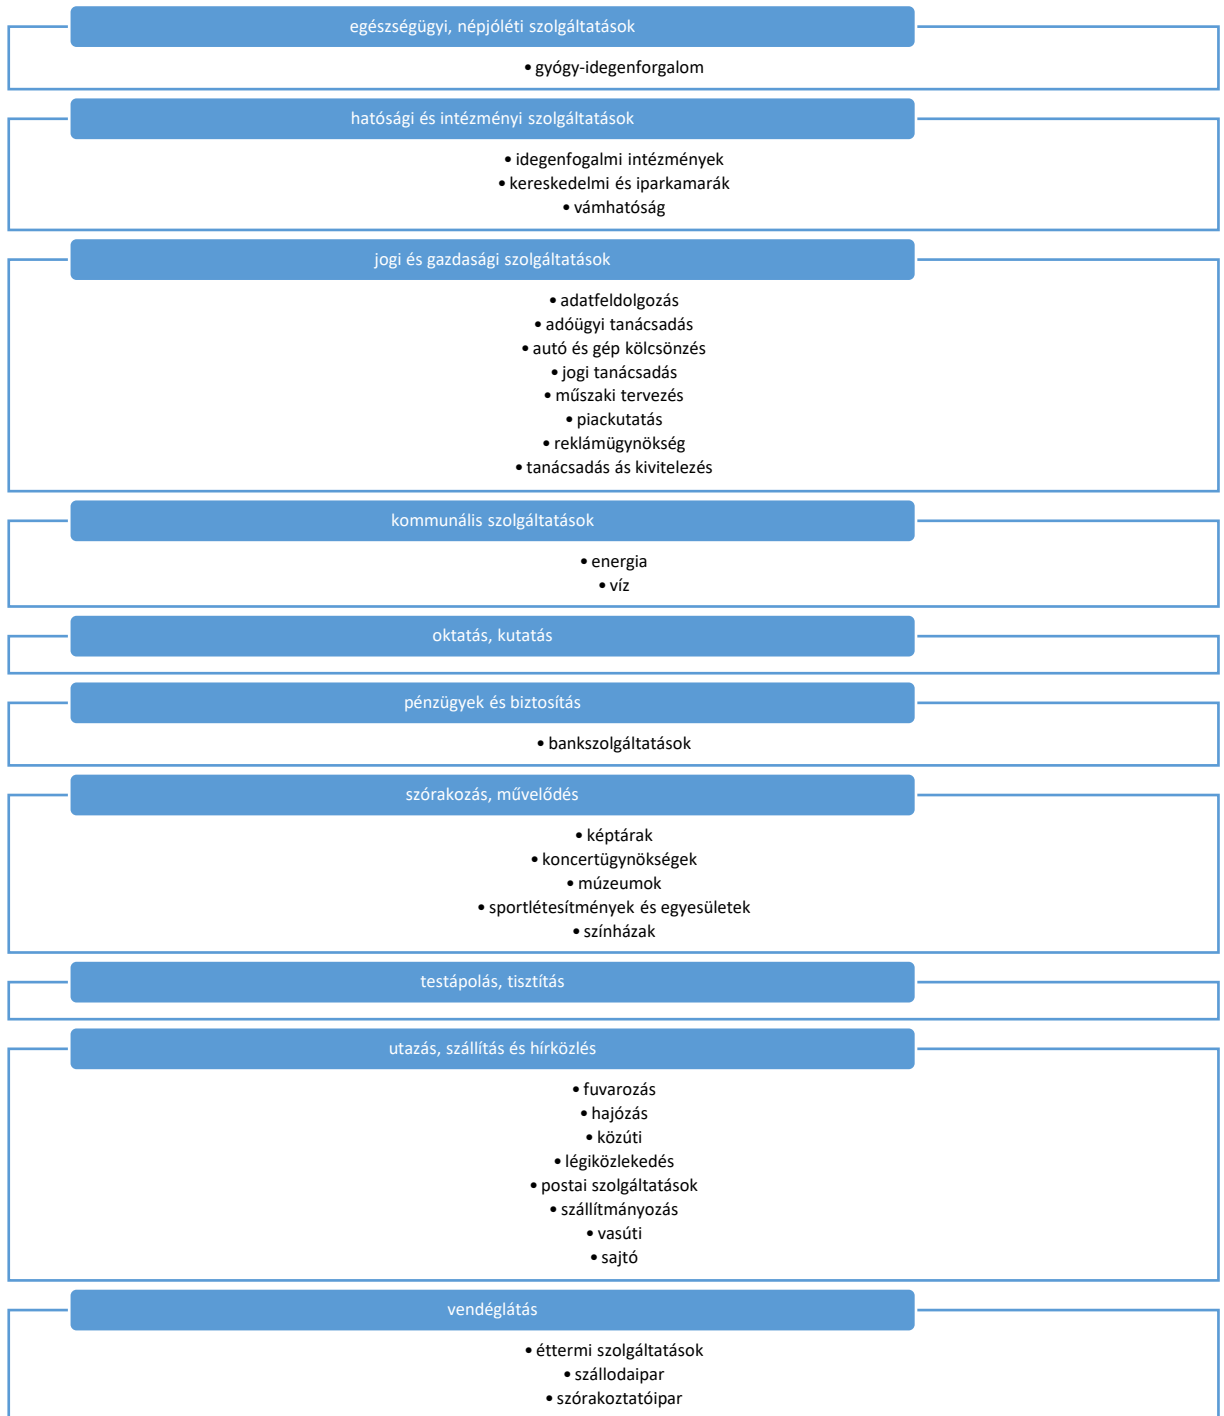 egészségügyi, népjóléti szolgáltatások
• gyógy-idegenforgalom
hatósági és intézményi szolgáltatások
• idegenfogalmi intézmények
• kereskedelmi és iparkamarák
• vámhatóság
jogi és gazdasági szolgáltatások
• adatfeldolgozás
• adóügyi tanácsadás
• autó és gép kölcsönzés
• jogi tanácsadás
• műszaki tervezés
• piackutatás
• reklámügynökség
• tanácsadás ás kivitelezés
kommunális szolgáltatások
• energia
• víz
oktatás, kutatás
pénzügyek és biztosítás
• bankszolgáltatások
szórakozás, művelődés
• képtárak
• koncertügynökségek
• múzeumok
• sportlétesítmények és egyesületek
• színházak
testápolás, tisztítás
utazás, szállítás és hírközlés
• fuvarozás
• hajózás
• közúti
• légiközlekedés
• postai szolgáltatások
• szállítmányozás
• vasúti
• sajtó
vendéglátás
• éttermi szolgáltatások
• szállodaipar
• szórakoztatóipar